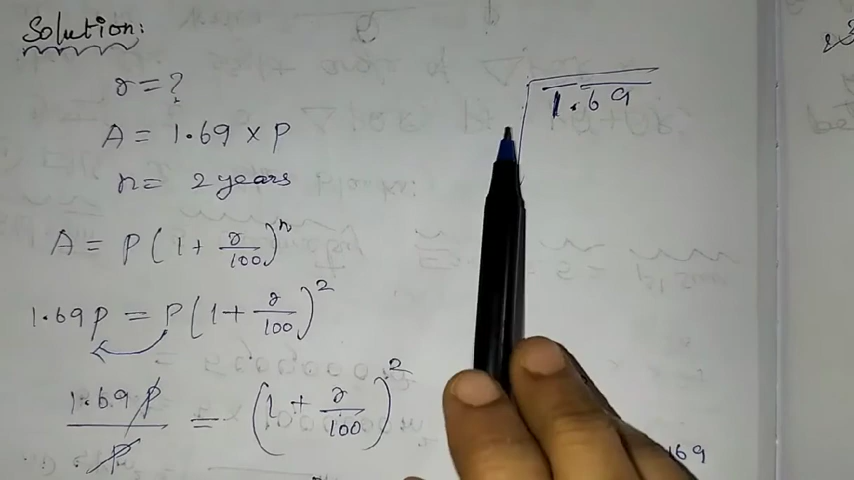 Solution:
r = ?
A = 1.69 × P
n = 2 years
A = P(1 + r/100)^n
1.69P = P(1 + r/100)^2
1.69P/P = (1 + r/100)^2
1.69
169